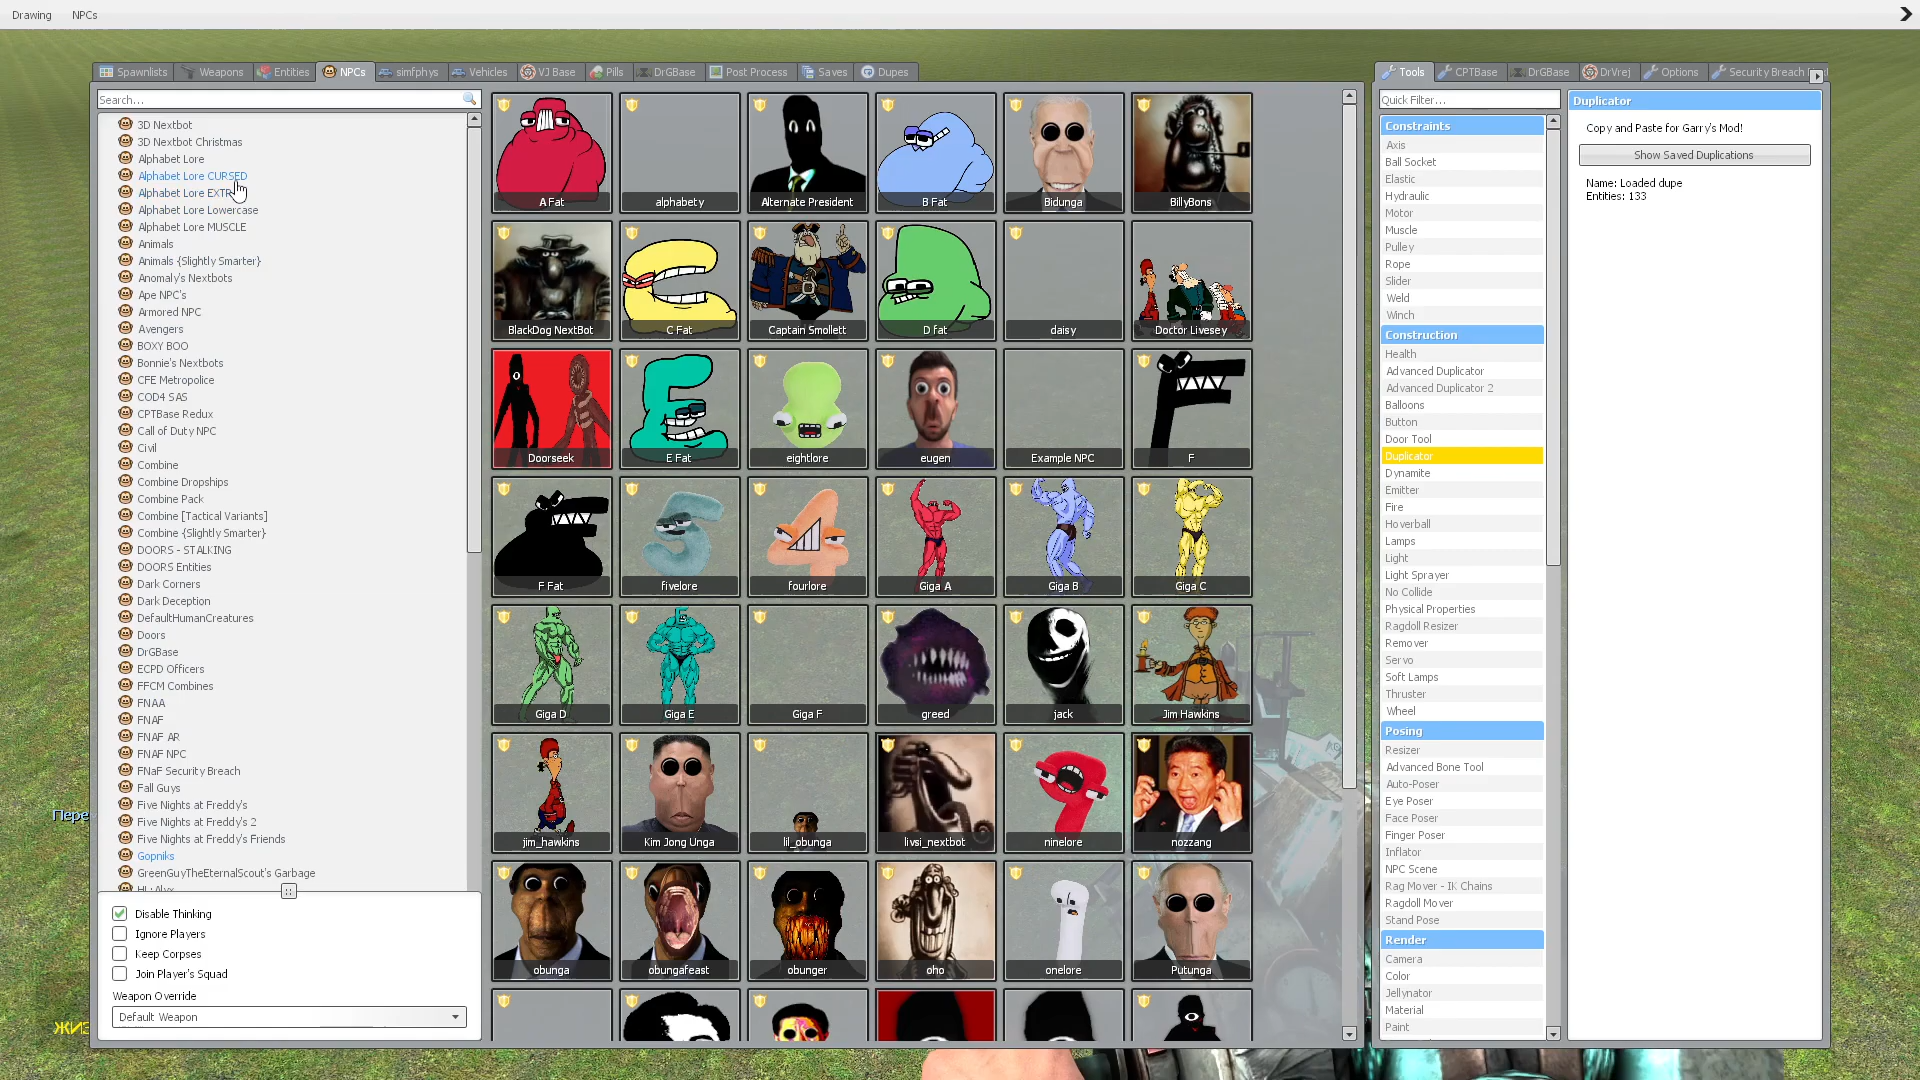 Drawing NPCs
Spawnlists Weapons Entities NPCs simfphys Vehicles VJ Base Pills DrGBase Post Process Saves Dupes
Tools CPTBase DrGBase DrVrej Options Security Breach
Search...
3D Nextbot
3D Nextbot Christmas
Alphabet Lore
Alphabet Lore CURSED
Alphabet Lore EXTR
Alphabet Lore Lowercase
Alphabet Lore MUSCLE
Animals
Animals {Slightly Smarter}
Anomaly's Nextbots
Ape NPC's
Armored NPC
Avengers
BOXY BOO
Bonnie's Nextbots
CFE Metropolice
COD4 SAS
CPTBase Redux
Call of Duty NPC
Civil
Combine
Combine Dropships
Combine Pack
Combine [Tactical Variants]
Combine {Slightly Smarter}
DOORS - STALKING
DOORS Entities
Dark Corners
Dark Deception
DefaultHumanCreatures
Doors
DrGBase
ECPD Officers
FFCM Combines
FNAA
FNAF
FNAF AR
FNAF NPC
FNaF Security Breach
Fall Guys
Five Nights at Freddy's
Five Nights at Freddy's 2
Five Nights at Freddy's Friends
Gopniks
GreenGuyTheEternalScout's Garbage
HL: Alyx
Disable Thinking
Ignore Players
Keep Corpses
Join Player's Squad
Weapon Override
Default Weapon
Пере
ЖИЗ
A Fat alphabety Alternate President B Fat Bidunga BillyBons
BlackDog NextBot C Fat Captain Smollett D fat daisy Doctor Livesey
Doorseek E Fat eightlore eugen Example NPC F
F Fat fivelore fourlore Giga A Giga B Giga C
Giga D Giga E Giga F greed jack Jim Hawkins
jim_hawkins Kim Jong Unga lil_obunga livsi_nextbot ninelore nozzang
obunga obungafeast obunger oho onelore Putunga
Quick Filter...
Constraints
Axis
Ball Socket
Elastic
Hydraulic
Motor
Muscle
Pulley
Rope
Slider
Weld
Winch
Construction
Health
Advanced Duplicator
Advanced Duplicator 2
Balloons
Button
Door Tool
Duplicator
Dynamite
Emitter
Fire
Hoverball
Lamps
Light
Light Sprayer
No Collide
Physical Properties
Ragdoll Resizer
Remover
Servo
Soft Lamps
Thruster
Wheel
Posing
Resizer
Advanced Bone Tool
Auto-Poser
Eye Poser
Face Poser
Finger Poser
Inflator
NPC Scene
Rag Mover - IK Chains
Ragdoll Mover
Stand Pose
Render
Camera
Color
Jellynator
Material
Paint
Duplicator
Copy and Paste for Garry's Mod!
Show Saved Duplications
Name: Loaded dupe
Entities: 133